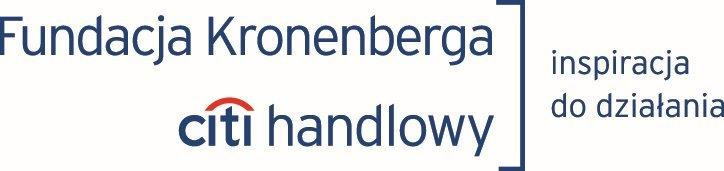 Fundacja Kronenberga
citi handlowy
inspiracja
do działania